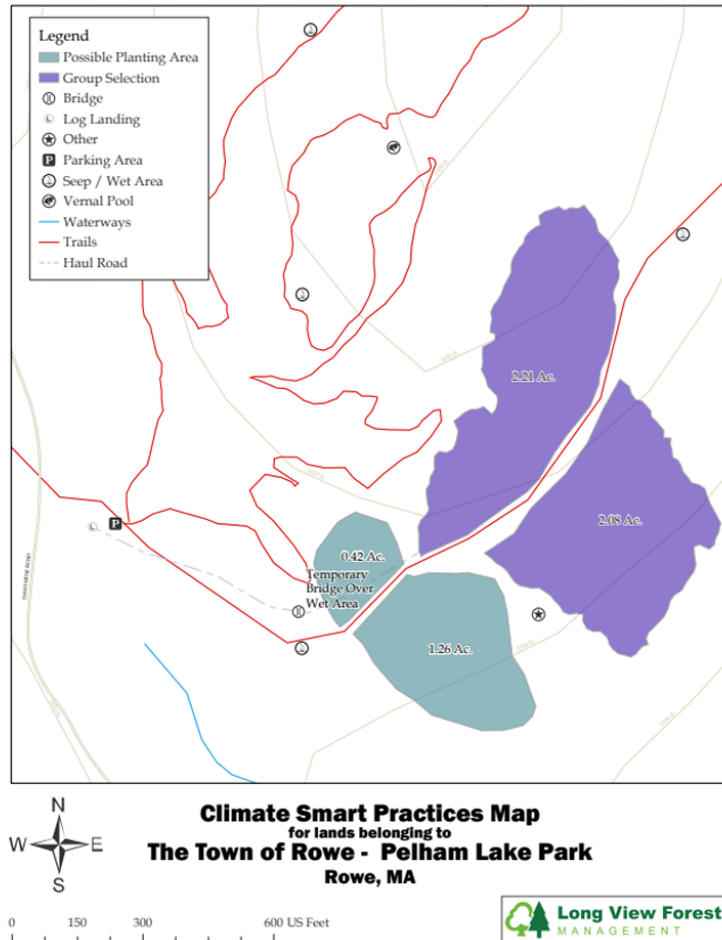 Legend
Possible Planting Area
Group Selection
Bridge
Log Landing
Other
P Parking Area
Seep / Wet Area
Vernal Pool
Waterways
Trails
Haul Road
2.21 Ac.
2.08 Ac.
P
0.42 Ac.
Temporary
Bridge Over
Wet Area
1.26 Ac.
N
W E
S
Climate Smart Practices Map
for lands belonging to
The Town of Rowe - Pelham Lake Park
Rowe, MA
0 150 300 600 US Feet
Long View Forest
MANAGEMENT